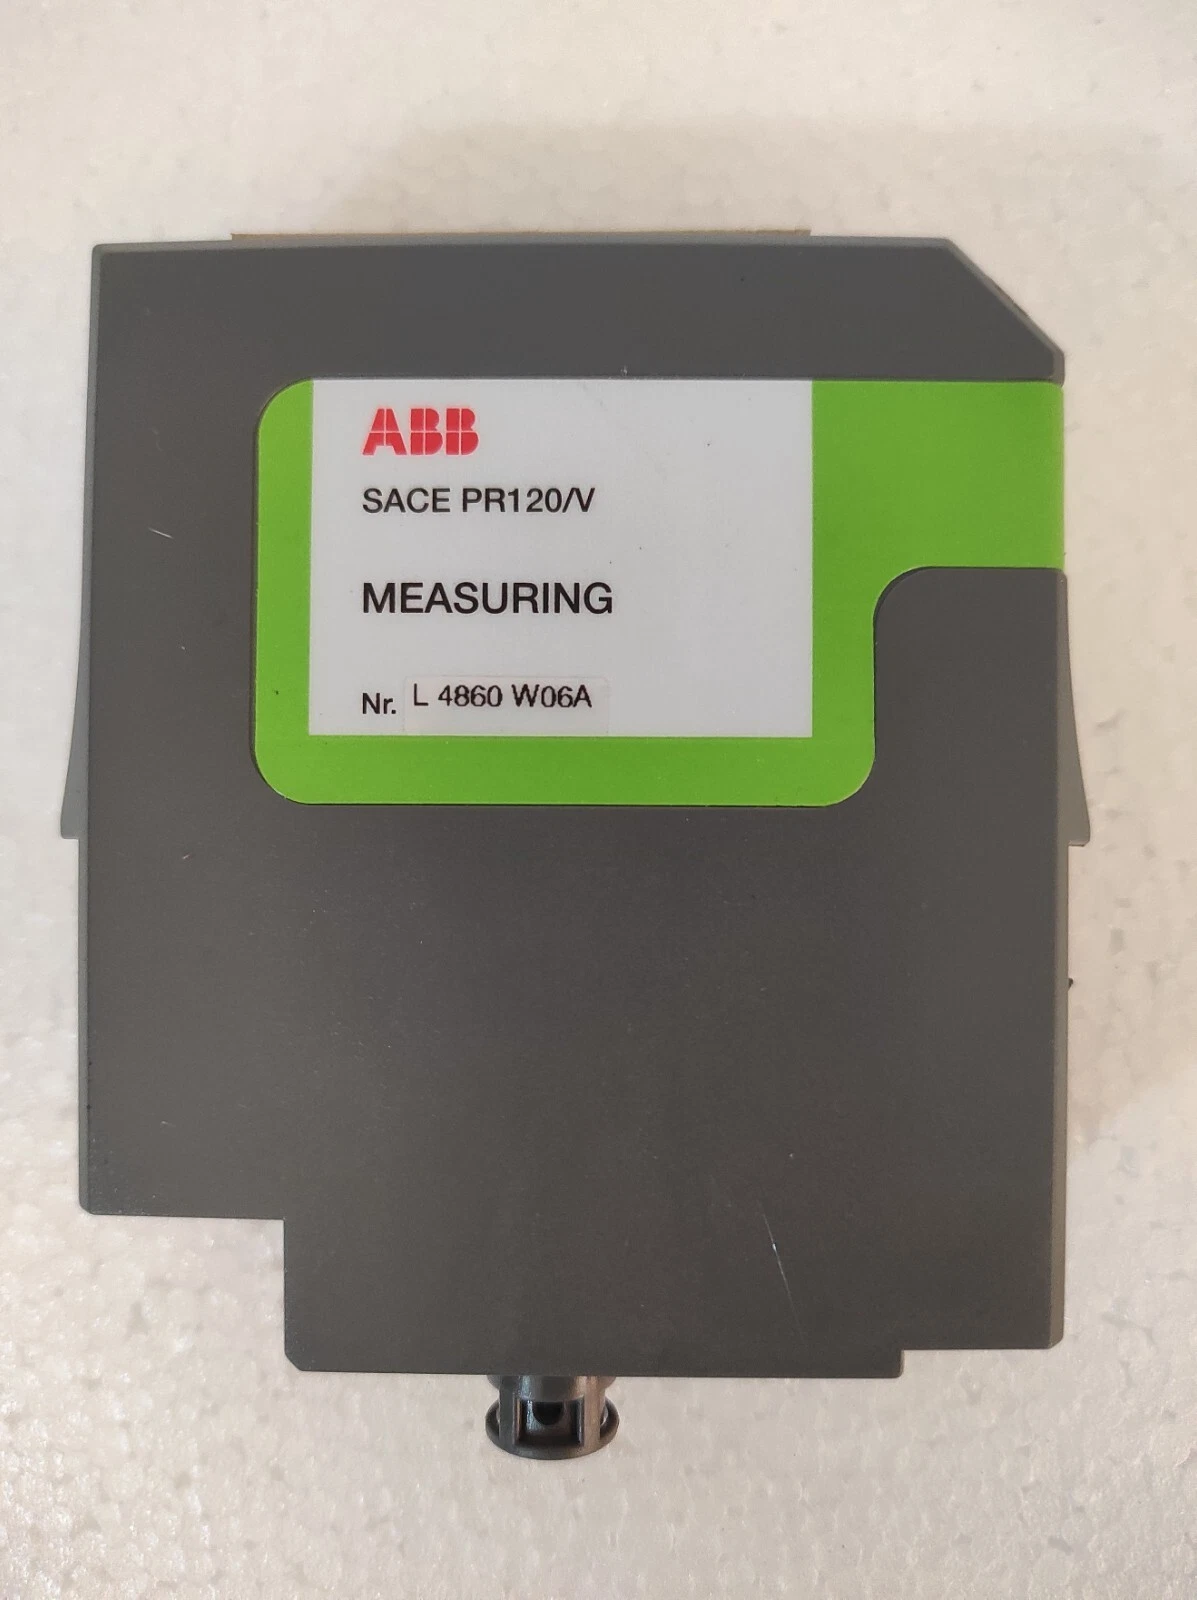 ABB
SACE PR120/V
MEASURING
Nr. L 4860 W06A